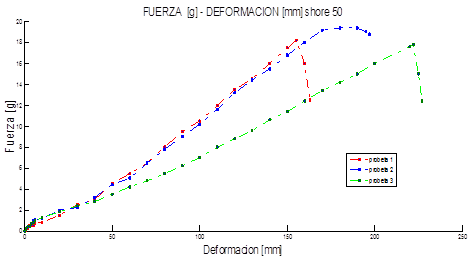 FUERZA [g] - DEFORMACION [mm] shore 50
Fuerza [g]
20
18
16
14
12
10
8
6
4
2
0
0
50
100
150
200
250
probeta 1
probeta 2
probeta 3
Deformacion [mm]